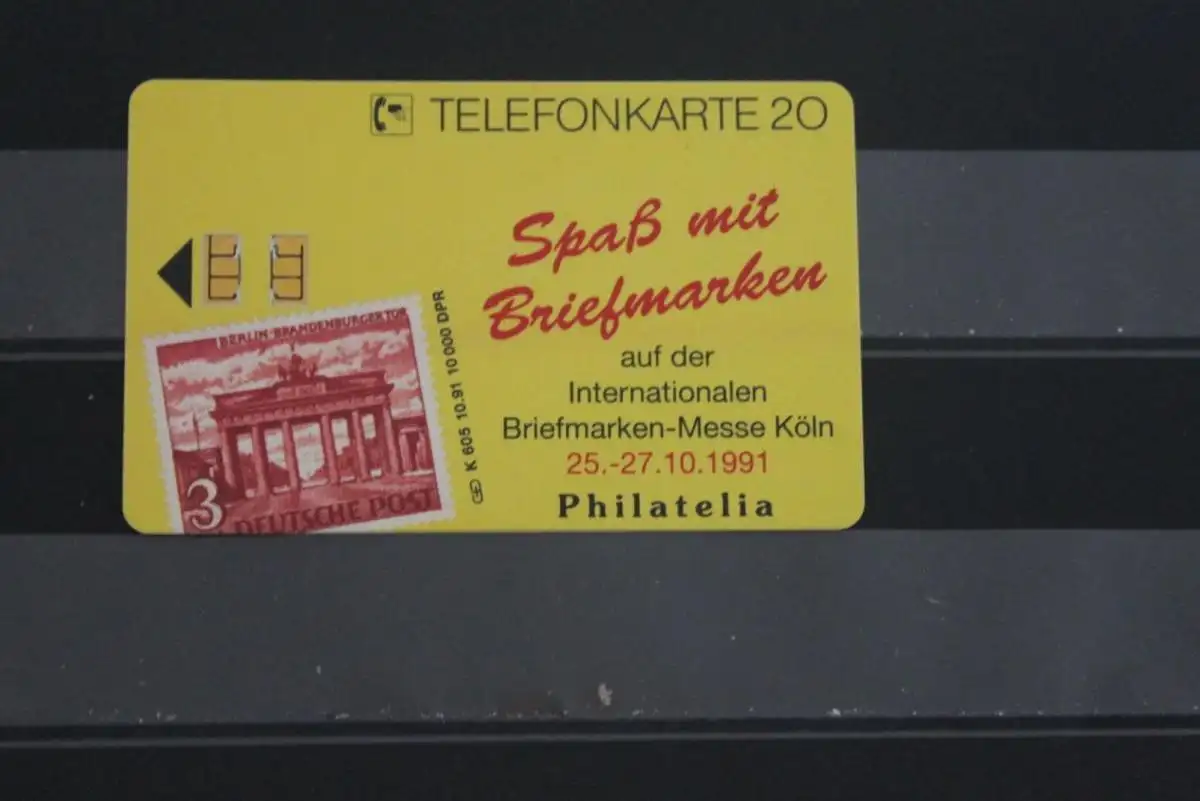 TELEFONKARTE 20
Spaß mit
Briefmarken
auf der
Internationalen
Briefmarken-Messe Köln
25.-27.10.1991
Philatelia
K 605 10.91 10 000 DPR
BERLIN-BRANDENBURGER TOR
3
DEUTSCHE POST